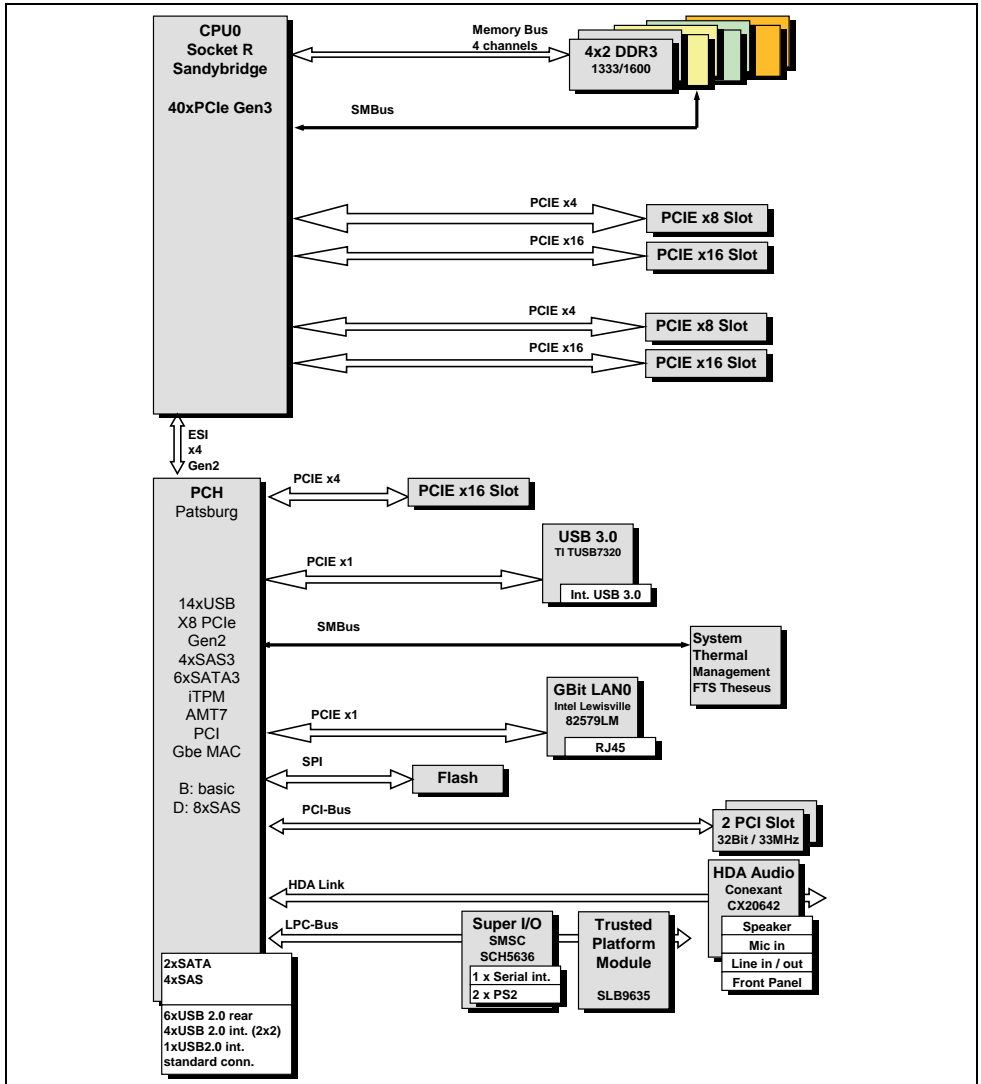 CPU0
Socket R
Sandybridge
40xPCIe Gen3
Memory Bus
4 channels
4x2 DDR3
1333/1600
SMBus
PCIE x4
PCIE x8 Slot
PCIE x16
PCIE x16 Slot
PCIE x4
PCIE x8 Slot
PCIE x16
PCIE x16 Slot
ESI
x4
Gen2
PCH
Patsburg
14xUSB
X8 PCIe
Gen2
4xSAS3
6xSATA3
iTPM
AMT7
PCI
Gbe MAC
B: basic
D: 8xSAS
PCIE x4
PCIE x16 Slot
PCIE x1
USB 3.0
TI TUSB7320
Int. USB 3.0
SMBus
System
Thermal
Management
FTS Theseus
PCIE x1
GBit LAN0
Intel Lewisville
82579LM
RJ45
SPI
Flash
PCI-Bus
2 PCI Slot
32Bit / 33MHz
HDA Link
HDA Audio
Conexant
CX20642
Speaker
Mic in
Line in / out
Front Panel
LPC-Bus
Super I/O
SMSC
SCH5636
1 x Serial int.
2 x PS2
Trusted
Platform
Module
SLB9635
2xSATA
4xSAS
6xUSB 2.0 rear
4xUSB 2.0 int. (2x2)
1xUSB2.0 int.
standard conn.